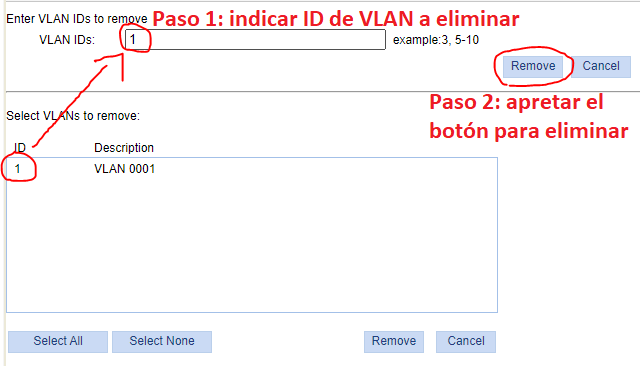 Enter VLAN IDs to remove Paso 1: indicar ID de VLAN a eliminar
VLAN IDs: 1 example:3, 5-10
Remove Cancel
Paso 2: apretar el
botón para eliminar
Select VLANs to remove:
ID Description
1 VLAN 0001
Select All Select None Remove Cancel